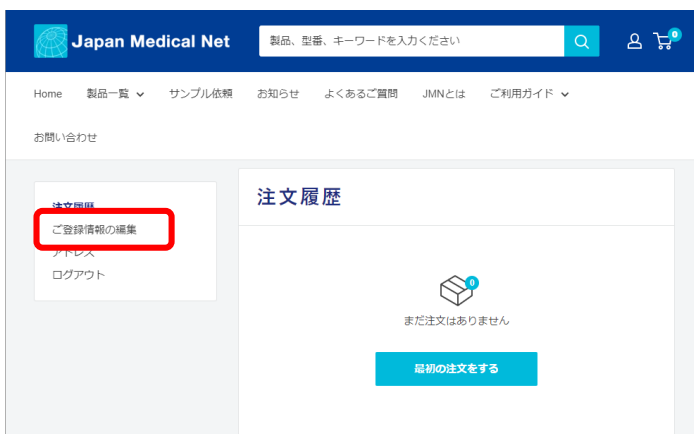 Japan Medical Net
製品、型番、キーワードを入力ください
0
Home 製品一覧 サンプル依頼 お知らせ よくあるご質問 JMNとは ご利用ガイド
お問い合わせ
注文履歴
ご登録情報の編集
アドレス
ログアウト
注文履歴
0
まだ注文はありません
最初の注文をする